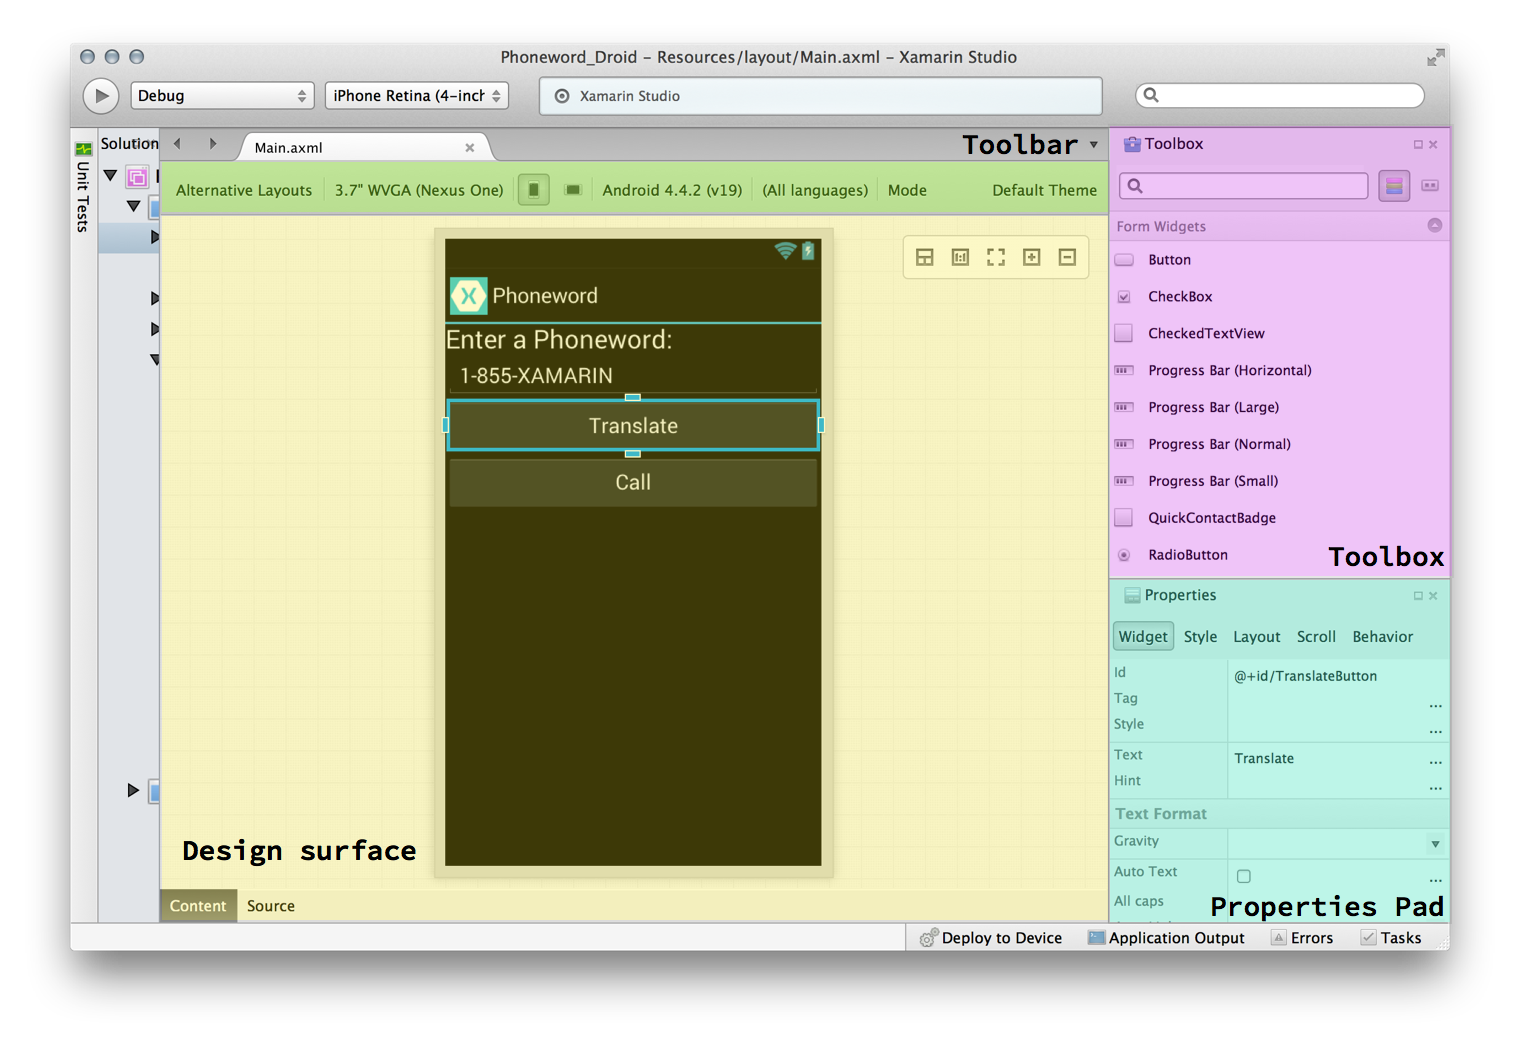 Phoneword_Droid – Resources/layout/Main.axml – Xamarin Studio
Debug
iPhone Retina (4-inch
Xamarin Studio
Unit Tests
Solution
Main.axml
Toolbar
Alternative Layouts
3.7" WVGA (Nexus One)
Android 4.4.2 (v19)
(All languages)
Mode
Default Theme
Phoneword
Enter a Phoneword:
1-855-XAMARIN
Translate
Call
Design surface
Content
Source
Toolbox
Form Widgets
Button
CheckBox
CheckedTextView
Progress Bar (Horizontal)
Progress Bar (Large)
Progress Bar (Normal)
Progress Bar (Small)
QuickContactBadge
RadioButton
Toolbox
Properties
Widget Style Layout Scroll Behavior
Id @+id/TranslateButton
Tag ...
Style ...
Text Translate ...
Hint ...
Text Format
Gravity
Auto Text ...
All caps
Properties Pad
Deploy to Device
Application Output
Errors
Tasks